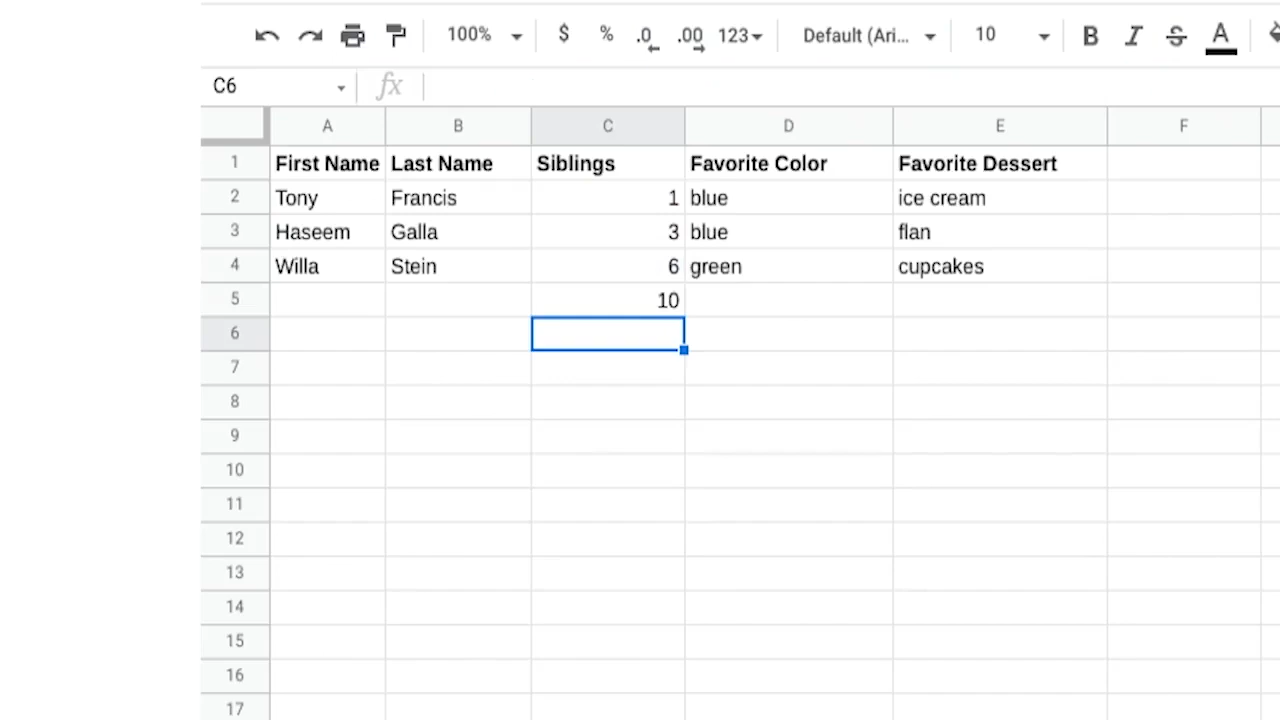 100% $ % .0 .00 123 Default (Ari... 10 B I S A
C6 fx
A B C D E F
1 First Name Last Name Siblings Favorite Color Favorite Dessert
2 Tony Francis 1 blue ice cream
3 Haseem Galla 3 blue flan
4 Willa Stein 6 green cupcakes
5 10
6
7
8
9
10
11
12
13
14
15
16
17